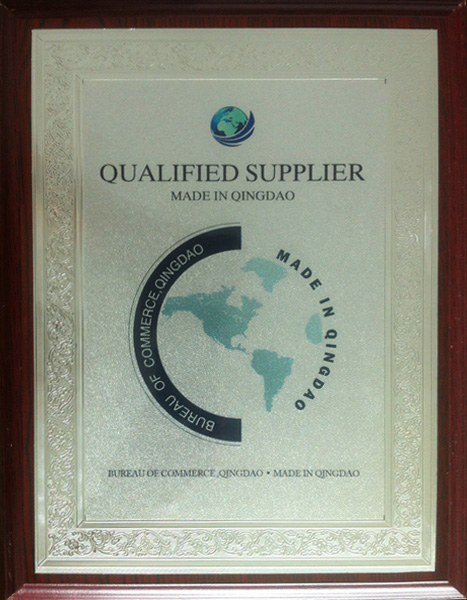 QUALIFIED SUPPLIER
MADE IN QINGDAO
BUREAU OF COMMERCE,QINGDAO
MADE IN QINGDAO
BUREAU OF COMMERCE,QINGDAO • MADE IN QINGDAO